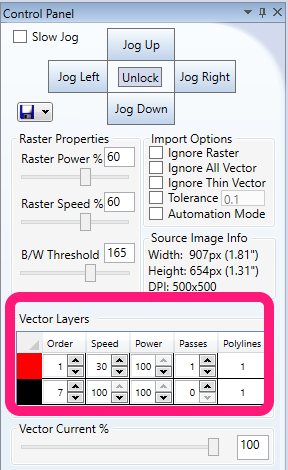 Control Panel
Slow Jog
Jog Up
Jog Left Unlock Jog Right
Jog Down
Raster Properties
Raster Power % 60
Raster Speed % 60
B/W Threshold 165
Import Options
Ignore Raster
Ignore All Vector
Ignore Thin Vector
Tolerance 0.1
Automation Mode
Source Image Info
Width: 907px (1.81")
Height: 654px (1.31")
DPI: 500x500
Vector Layers
Order Speed Power Passes Polylines
1 30 100 1 1
7 100 100 0 1
Vector Current %
100